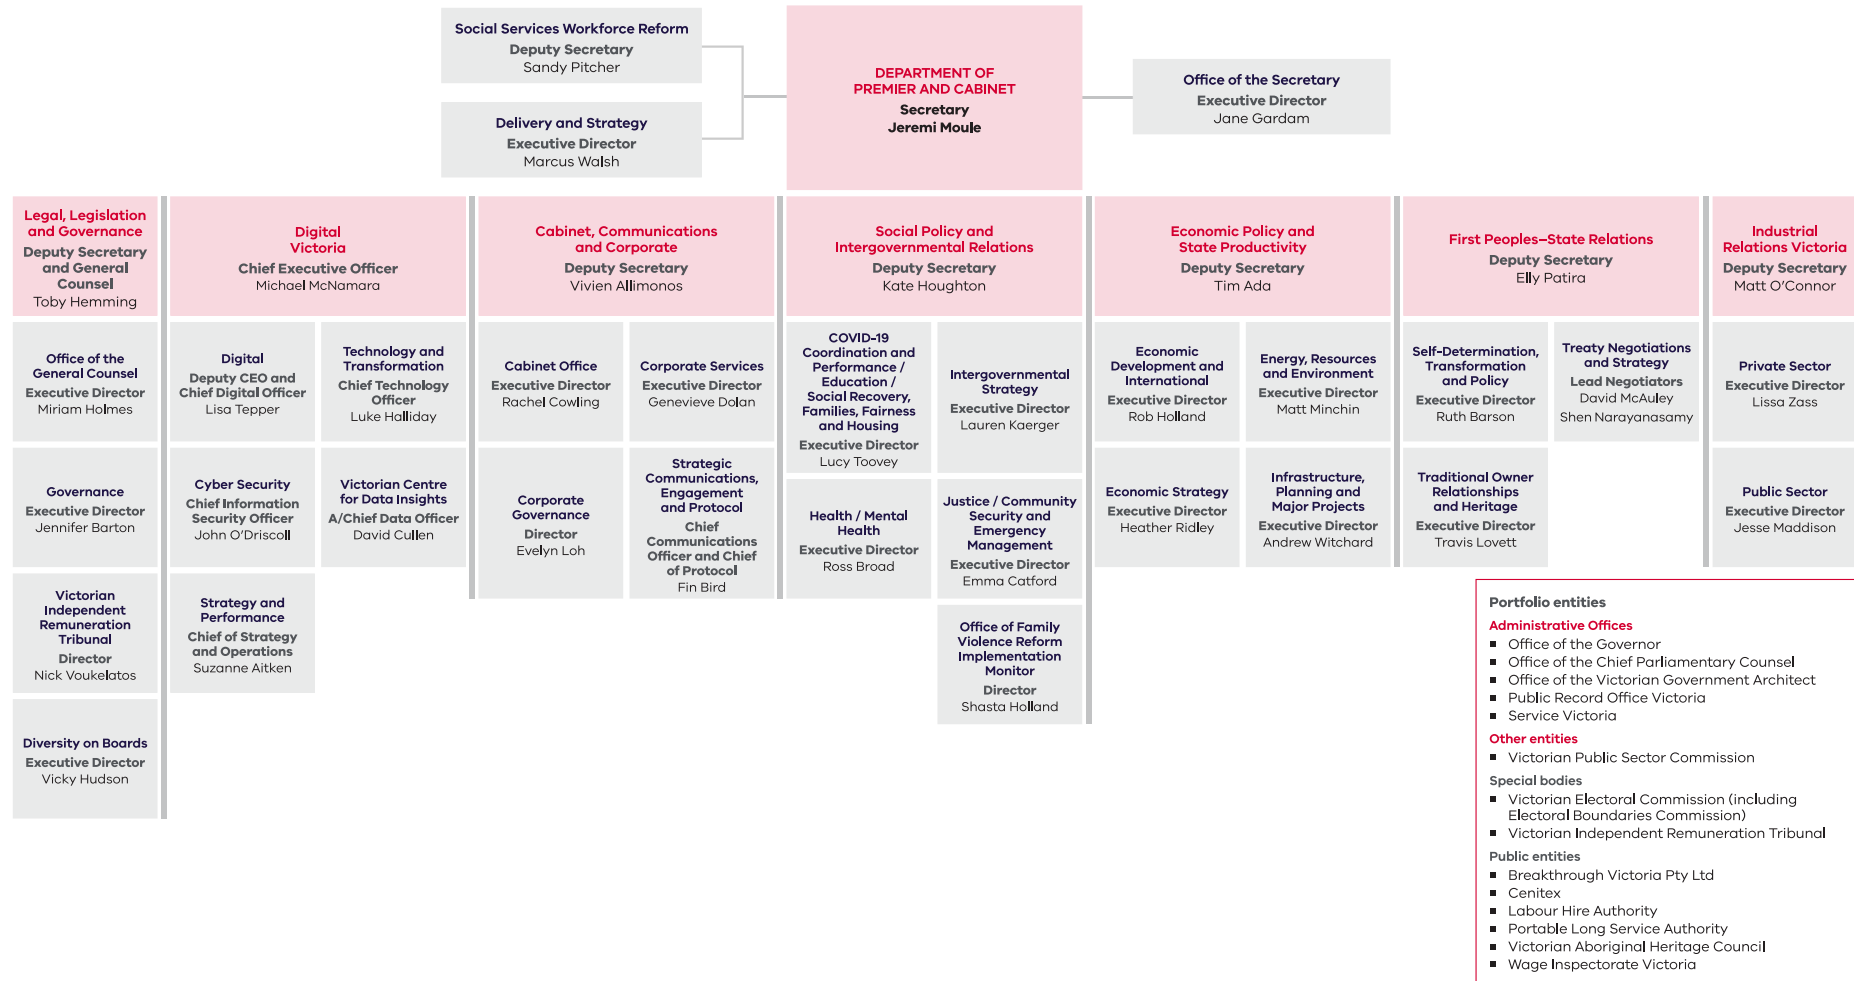 Social Services Workforce Reform
Deputy Secretary
Sandy Pitcher
Delivery and Strategy
Executive Director
Marcus Walsh
DEPARTMENT OF
PREMIER AND CABINET
Secretary
Jeremi Moule
Office of the Secretary
Executive Director
Jane Gardam
Legal, Legislation
and Governance
Deputy Secretary
and General
Counsel
Toby Hemming
Office of the
General Counsel
Executive Director
Miriam Holmes
Governance
Executive Director
Jennifer Barton
Victorian
Independent
Remuneration
Tribunal
Director
Nick Voukelatos
Diversity on Boards
Executive Director
Vicky Hudson
Digital
Victoria
Chief Executive Officer
Michael McNamara
Digital
Deputy CEO and
Chief Digital Officer
Lisa Tepper
Technology and
Transformation
Chief Technology
Officer
Luke Halliday
Cyber Security
Chief Information
Security Officer
John O’Driscoll
Victorian Centre
for Data Insights
A/Chief Data Officer
David Cullen
Strategy and
Performance
Chief of Strategy
and Operations
Suzanne Aitken
Cabinet, Communications
and Corporate
Deputy Secretary
Vivien Allimonos
Cabinet Office
Executive Director
Rachel Cowling
Corporate Services
Executive Director
Genevieve Dolan
Corporate
Governance
Director
Evelyn Loh
Strategic
Communications,
Engagement
and Protocol
Chief
Communications
Officer and Chief
of Protocol
Fin Bird
Social Policy and
Intergovernmental Relations
Deputy Secretary
Kate Houghton
COVID-19
Coordination and
Performance /
Education /
Social Recovery,
Families, Fairness
and Housing
Executive Director
Lucy Toovey
Intergovernmental
Strategy
Executive Director
Lauren Kaerger
Health / Mental
Health
Executive Director
Ross Broad
Justice / Community
Security and
Emergency
Management
Executive Director
Emma Catford
Office of Family
Violence Reform
Implementation
Monitor
Director
Shasta Holland
Economic Policy and
State Productivity
Deputy Secretary
Tim Ada
Economic
Development and
International
Executive Director
Rob Holland
Energy, Resources
and Environment
Executive Director
Matt Minchin
Economic Strategy
Executive Director
Heather Ridley
Infrastructure,
Planning and
Major Projects
Executive Director
Andrew Witchard
First Peoples–State Relations
Deputy Secretary
Elly Patira
Self-Determination,
Transformation
and Policy
Executive Director
Ruth Barson
Treaty Negotiations
and Strategy
Lead Negotiators
David McAuley
Shen Narayanasamy
Traditional Owner
Relationships
and Heritage
Executive Director
Travis Lovett
Industrial
Relations Victoria
Deputy Secretary
Matt O’Connor
Private Sector
Executive Director
Lissa Zass
Public Sector
Executive Director
Jesse Maddison
Portfolio entities
Administrative Offices
▪ Office of the Governor
▪ Office of the Chief Parliamentary Counsel
▪ Office of the Victorian Government Architect
▪ Public Record Office Victoria
▪ Service Victoria
Other entities
▪ Victorian Public Sector Commission
Special bodies
▪ Victorian Electoral Commission (including
Electoral Boundaries Commission)
▪ Victorian Independent Remuneration Tribunal
Public entities
▪ Breakthrough Victoria Pty Ltd
▪ Cenitex
▪ Labour Hire Authority
▪ Portable Long Service Authority
▪ Victorian Aboriginal Heritage Council
▪ Wage Inspectorate Victoria